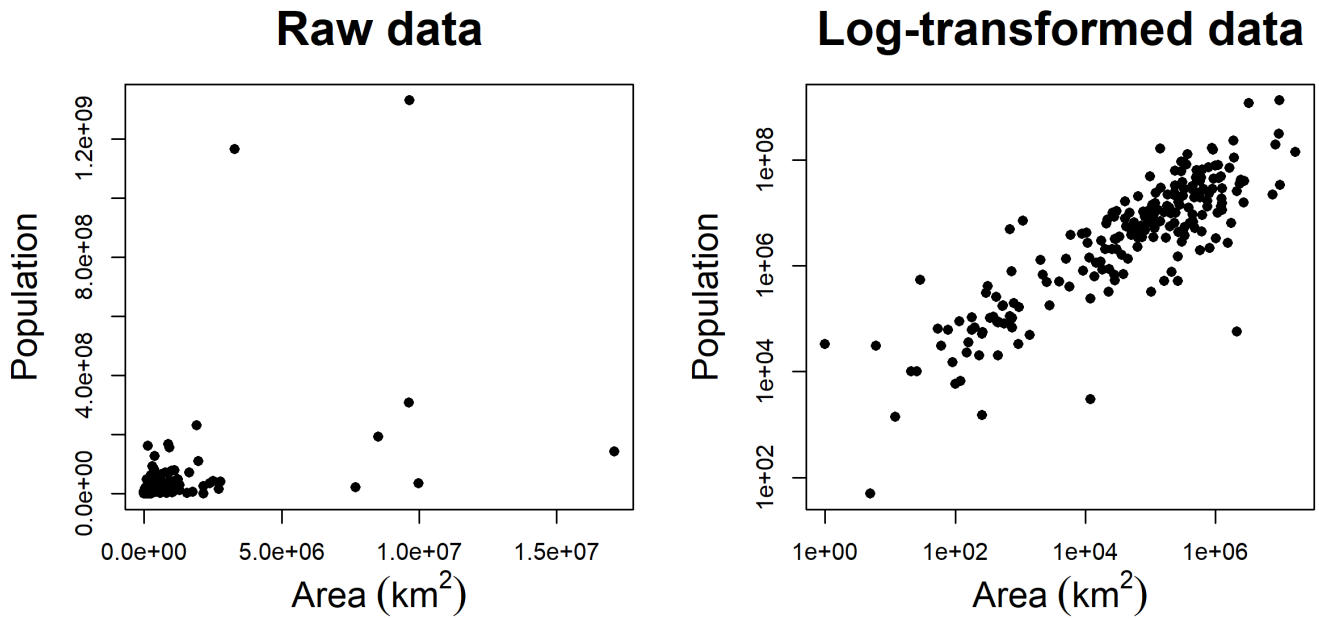 Raw data
Population
0.0e+00
4.0e+08
8.0e+08
1.2e+09
0.0e+00 5.0e+06 1.0e+07 1.5e+07
Area (km²)
Log-transformed data
Population
1e+02
1e+04
1e+06
1e+08
1e+00 1e+02 1e+04 1e+06
Area (km²)